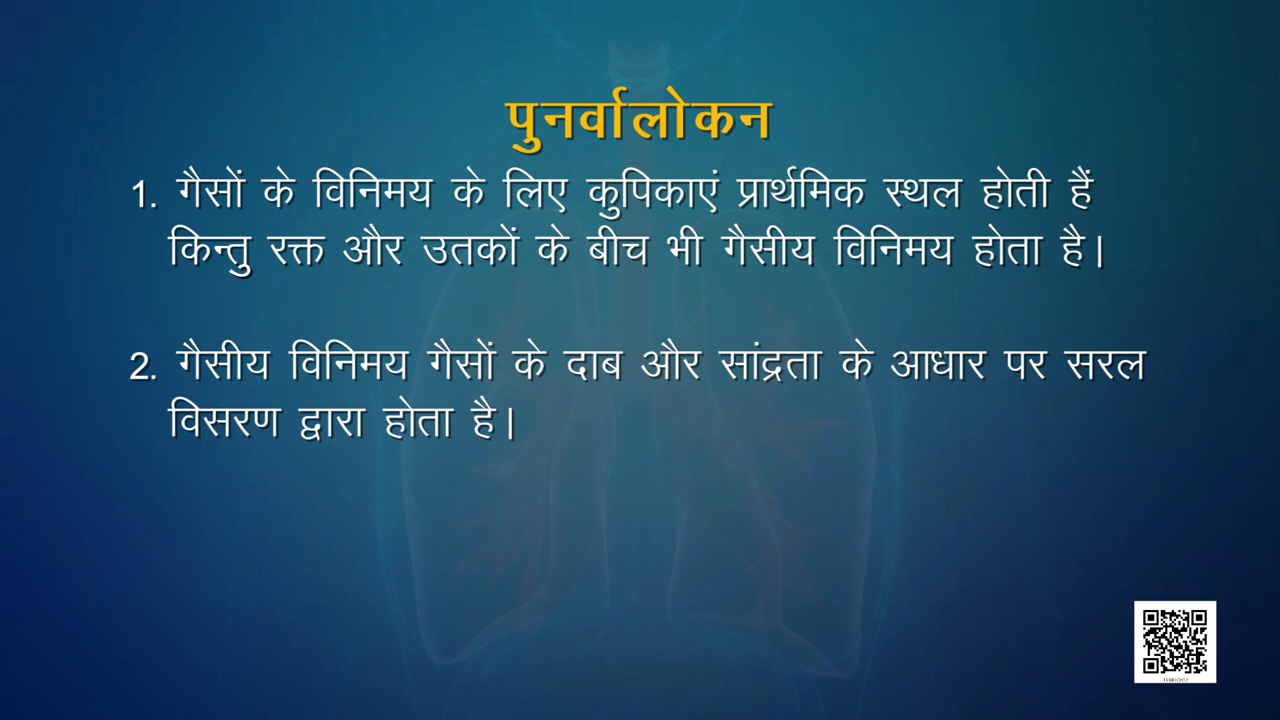 पुनर्वालोकन
1. गैसों के विनिमय के लिए कुपिकाएं प्रार्थमिक स्थल होती हैं
किन्तु रक्त और उतकों के बीच भी गैसीय विनिमय होता है।
2. गैसीय विनिमय गैसों के दाब और सांद्रता के आधार पर सरल
विसरण द्वारा होता है।